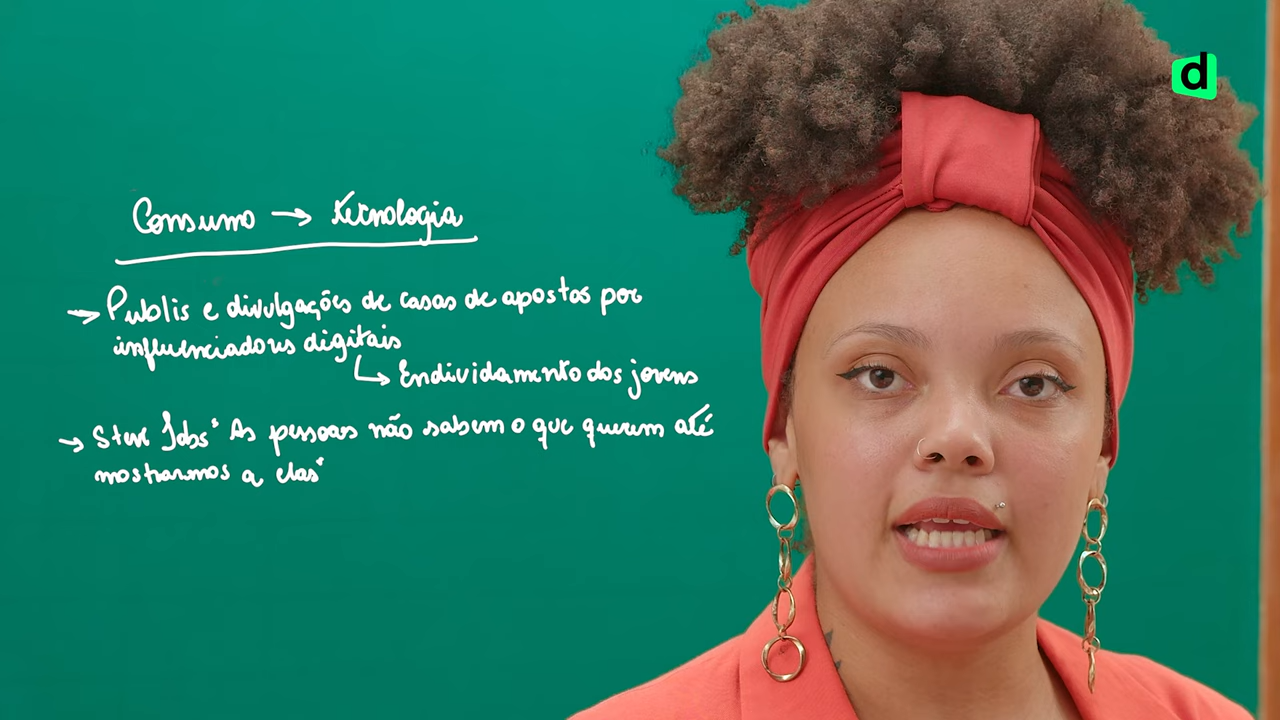 Consumo → tecnologia
→ Publis e divulgações de casas de apostas por
influenciadores digitais
↳ Endividamento dos jovens
→ Steve Jobs "As pessoas não sabem o que querem até
mostrarmos a elas"
d